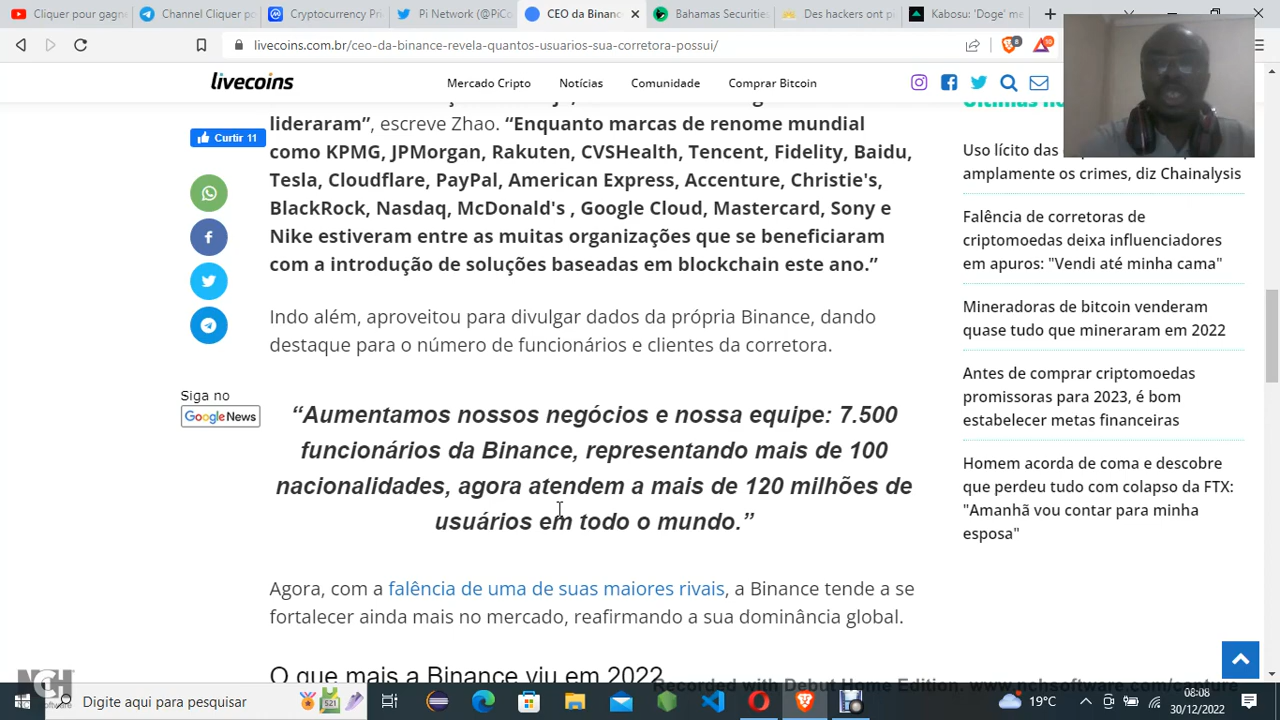 Cliquer pour gagne
Telegram Channel Cliquer po
Cryptocurrency Pr
Pi Network (@PiCo
CEO da Binanc
Bahamas Securities
Des hackers ont p
Kabosu: 'Doge' me
livecoins.com.br/ceo-da-binance-revela-quantos-usuarios-sua-corretora-possui/
8
livecoins
Mercado Cripto Notícias Comunidade Comprar Bitcoin
Curtir 11
lideraram”, escreve Zhao. “Enquanto marcas de renome mundial
como KPMG, JPMorgan, Rakuten, CVSHealth, Tencent, Fidelity, Baidu,
Tesla, Cloudflare, PayPal, American Express, Accenture, Christie's,
BlackRock, Nasdaq, McDonald's , Google Cloud, Mastercard, Sony e
Nike estiveram entre as muitas organizações que se beneficiaram
com a introdução de soluções baseadas em blockchain este ano.”
Indo além, aproveitou para divulgar dados da própria Binance, dando
destaque para o número de funcionários e clientes da corretora.
Siga no
Google News
“Aumentamos nossos negócios e nossa equipe: 7.500
funcionários da Binance, representando mais de 100
nacionalidades, agora atendem a mais de 120 milhões de
usuários em todo o mundo.”
Agora, com a falência de uma de suas maiores rivais, a Binance tende a se
fortalecer ainda mais no mercado, reafirmando a sua dominância global.
O que mais a Binance viu em 2022
Uso lícito das
amplamente os crimes, diz Chainalysis
Falência de corretoras de
criptomoedas deixa influenciadores
em apuros: "Vendi até minha cama"
Mineradoras de bitcoin venderam
quase tudo que mineraram em 2022
Antes de comprar criptomoedas
promissoras para 2023, é bom
estabelecer metas financeiras
Homem acorda de coma e descobre
que perdeu tudo com colapso da FTX:
"Amanhã vou contar para minha
esposa"
NCH
Recorded with Debut Home Edition. www.nchsoftware.com/capture
Digite aqui para pesquisar
521
19°C
08:08
30/12/2022